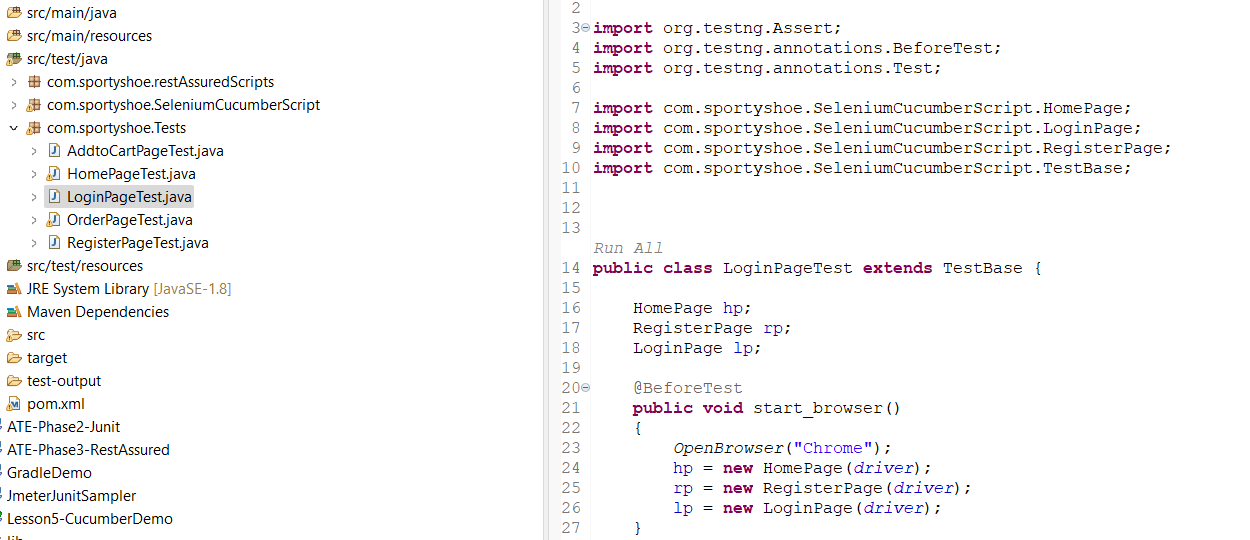 src/main/java
src/main/resources
src/test/java
com.sportyshoe.restAssuredScripts
com.sportyshoe.SeleniumCucumberScript
com.sportyshoe.Tests
AddtoCartPageTest.java
HomePageTest.java
LoginPageTest.java
OrderPageTest.java
RegisterPageTest.java
src/test/resources
JRE System Library [JavaSE-1.8]
Maven Dependencies
src
target
test-output
pom.xml
ATE-Phase2-Junit
ATE-Phase3-RestAssured
GradleDemo
JmeterJunitSampler
Lesson5-CucumberDemo
2
3 import org.testng.Assert;
4 import org.testng.annotations.BeforeTest;
5 import org.testng.annotations.Test;
6
7 import com.sportyshoe.SeleniumCucumberScript.HomePage;
8 import com.sportyshoe.SeleniumCucumberScript.LoginPage;
9 import com.sportyshoe.SeleniumCucumberScript.RegisterPage;
10 import com.sportyshoe.SeleniumCucumberScript.TestBase;
11
12
13
Run All
14 public class LoginPageTest extends TestBase {
15
16 HomePage hp;
17 RegisterPage rp;
18 LoginPage lp;
19
20 @BeforeTest
21 public void start_browser()
22 {
23 OpenBrowser("Chrome");
24 hp = new HomePage(driver);
25 rp = new RegisterPage(driver);
26 lp = new LoginPage(driver);
27 }